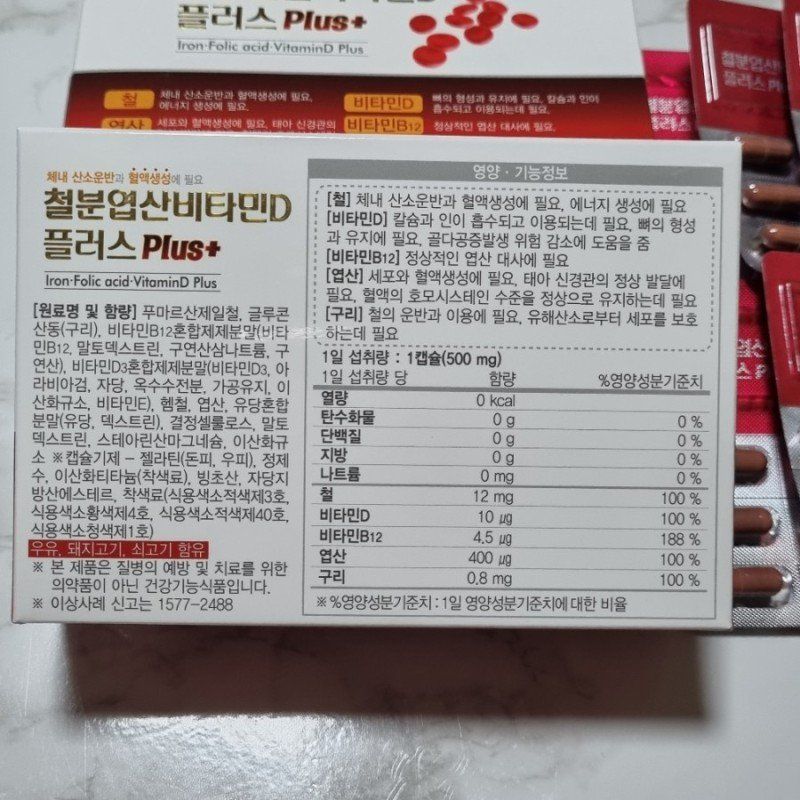 플러스 Plus+
Iron·Folic acid·VitaminD Plus
철 체내 산소운반과 혈액생성에 필요,
에너지 생성에 필요.
비타민D 뼈의 형성과 유지에 필요, 칼슘과 인이
흡수되고 이용되는데 필요.
엽산 세포와 혈액생성에 필요, 태아 신경관의
비타민B12 정상적인 엽산 대사에 필요.
체내 산소운반과 혈액생성에 필요
철분엽산비타민D
플러스 Plus+
Iron·Folic acid·VitaminD Plus
[원료명 및 함량] 푸마르산제일철, 글루콘
산동(구리), 비타민B12혼합제제분말(비타
민B12, 말토덱스트린, 구연산삼나트륨, 구
연산), 비타민D3혼합제제분말(비타민D3, 아
라비아검, 자당, 옥수수전분, 가공유지, 이
산화규소, 비타민E), 헴철, 엽산, 유당혼합
분말(유당, 덱스트린), 결정셀룰로스, 말토
덱스트린, 스테아린산마그네슘, 이산화규
소 ※캡슐기제 – 젤라틴(돈피, 우피), 정제
수, 이산화티타늄(착색료), 빙초산, 자당지
방산에스테르, 착색료(식용색소적색제3호,
식용색소황색제4호, 식용색소적색제40호,
식용색소청색제1호)
우유, 돼지고기, 쇠고기 함유
※ 본 제품은 질병의 예방 및 치료를 위한
의약품이 아닌 건강기능식품입니다.
※ 이상사례 신고는 1577-2488
영양·기능정보
[철] 체내 산소운반과 혈액생성에 필요, 에너지 생성에 필요
[비타민D] 칼슘과 인이 흡수되고 이용되는데 필요, 뼈의 형성
과 유지에 필요, 골다공증발생 위험 감소에 도움을 줌
[비타민B12] 정상적인 엽산 대사에 필요
[엽산] 세포와 혈액생성에 필요, 태아 신경관의 정상 발달에
필요, 혈액의 호모시스테인 수준을 정상으로 유지하는데 필요
[구리] 철의 운반과 이용에 필요, 유해산소로부터 세포를 보호
하는데 필요
1일 섭취량 : 1캡슐(500 mg)
1일 섭취량 당 함량 %영양성분기준치
열량 0 kcal
탄수화물 0 g 0 %
단백질 0 g 0 %
지방 0 g 0 %
나트륨 0 mg 0 %
철 12 mg 100 %
비타민D 10 μg 100 %
비타민B12 4.5 μg 188 %
엽산 400 μg 100 %
구리 0.8 mg 100 %
※ %영양성분기준치 : 1일 영양성분기준치에 대한 비율
철분엽산
플러스